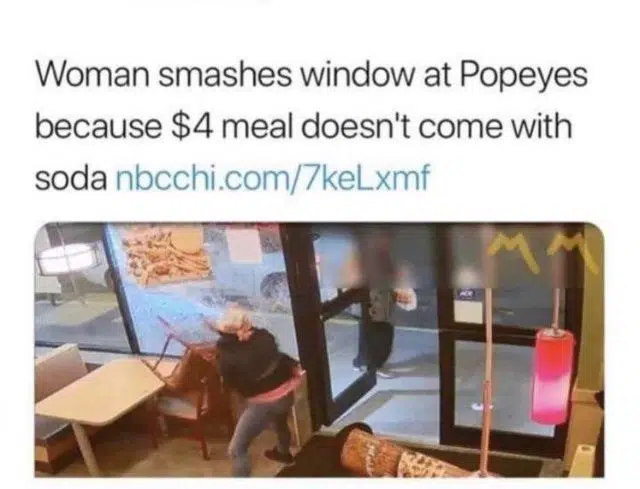 Woman smashes window at Popeyes
because $4 meal doesn't come with
soda nbcchi.com/7keLxmf